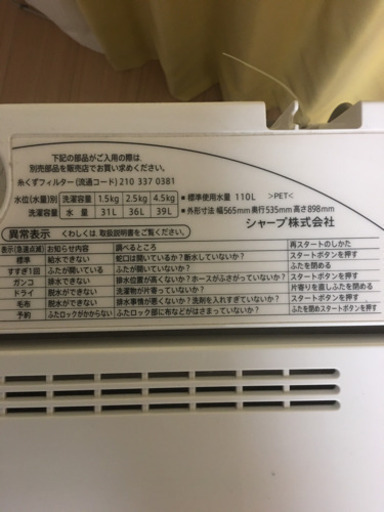 下記の部品がご入用の際は、
別売部品を販売店でお買い求めください。
糸くずフィルター(流通コード) 210 337 0381
水位(水量)別 洗濯容量 1.5kg 2.5kg 4.5kg
洗濯容量 水量 31L 36L 39L
■標準使用水量 110L >PET<
■外形寸法 幅565mm奥行535mm高さ898mm
シャープ株式会社
異常表示 くわしくは、取扱説明書をご覧ください。
表示(急速点滅) お知らせ内容 調べるところ 再スタートのしかた
標準 給水できない 蛇口は開いているか?断水していないか? スタートボタンを押す
すすぎ1回 ふたが開いている ふたが開いていないか? ふたを閉める
ガンコ 排水できない 排水位置が高くないか?ホースがふさがっていないか? スタートボタンを押す
ドライ 脱水ができない 洗濯物が片寄っていないか? 片寄りを直しふたを閉める
毛布 脱水ができない 排水事情が悪くないか?洗剤を入れすぎていないか? スタートボタンを押す
予約 ふたロックがかからない ふたロック部に布などがはさまっていないか? ふたを閉めスタートボタンを押す